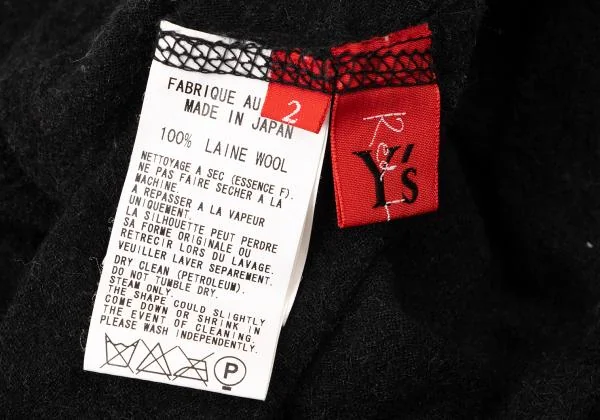 FABRIQUE AU
MADE IN JAPAN
100% LAINE WOOL
NETTOYAGE A SEC (ESSENCE F).
NE PAS FAIRE SECHER A LA
MACHINE.
A REPASSER A LA VAPEUR
UNIQUEMENT.
LA SILHOUETTE PEUT PERDRE
SA FORME ORIGINALE OU
RETRECIR LORS DU LAVAGE.
VEUILLER LAVER SEPAREMENT.
DRY CLEAN (PETROLEUM).
DO NOT TUMBLE DRY.
STEAM ONLY.
THE SHAPE COULD SLIGHTLY
COME DOWN OR SHRINK IN
THE EVENT OF CLEANING.
PLEASE WASH INDEPENDENTLY.
P
2
Red L
Y's